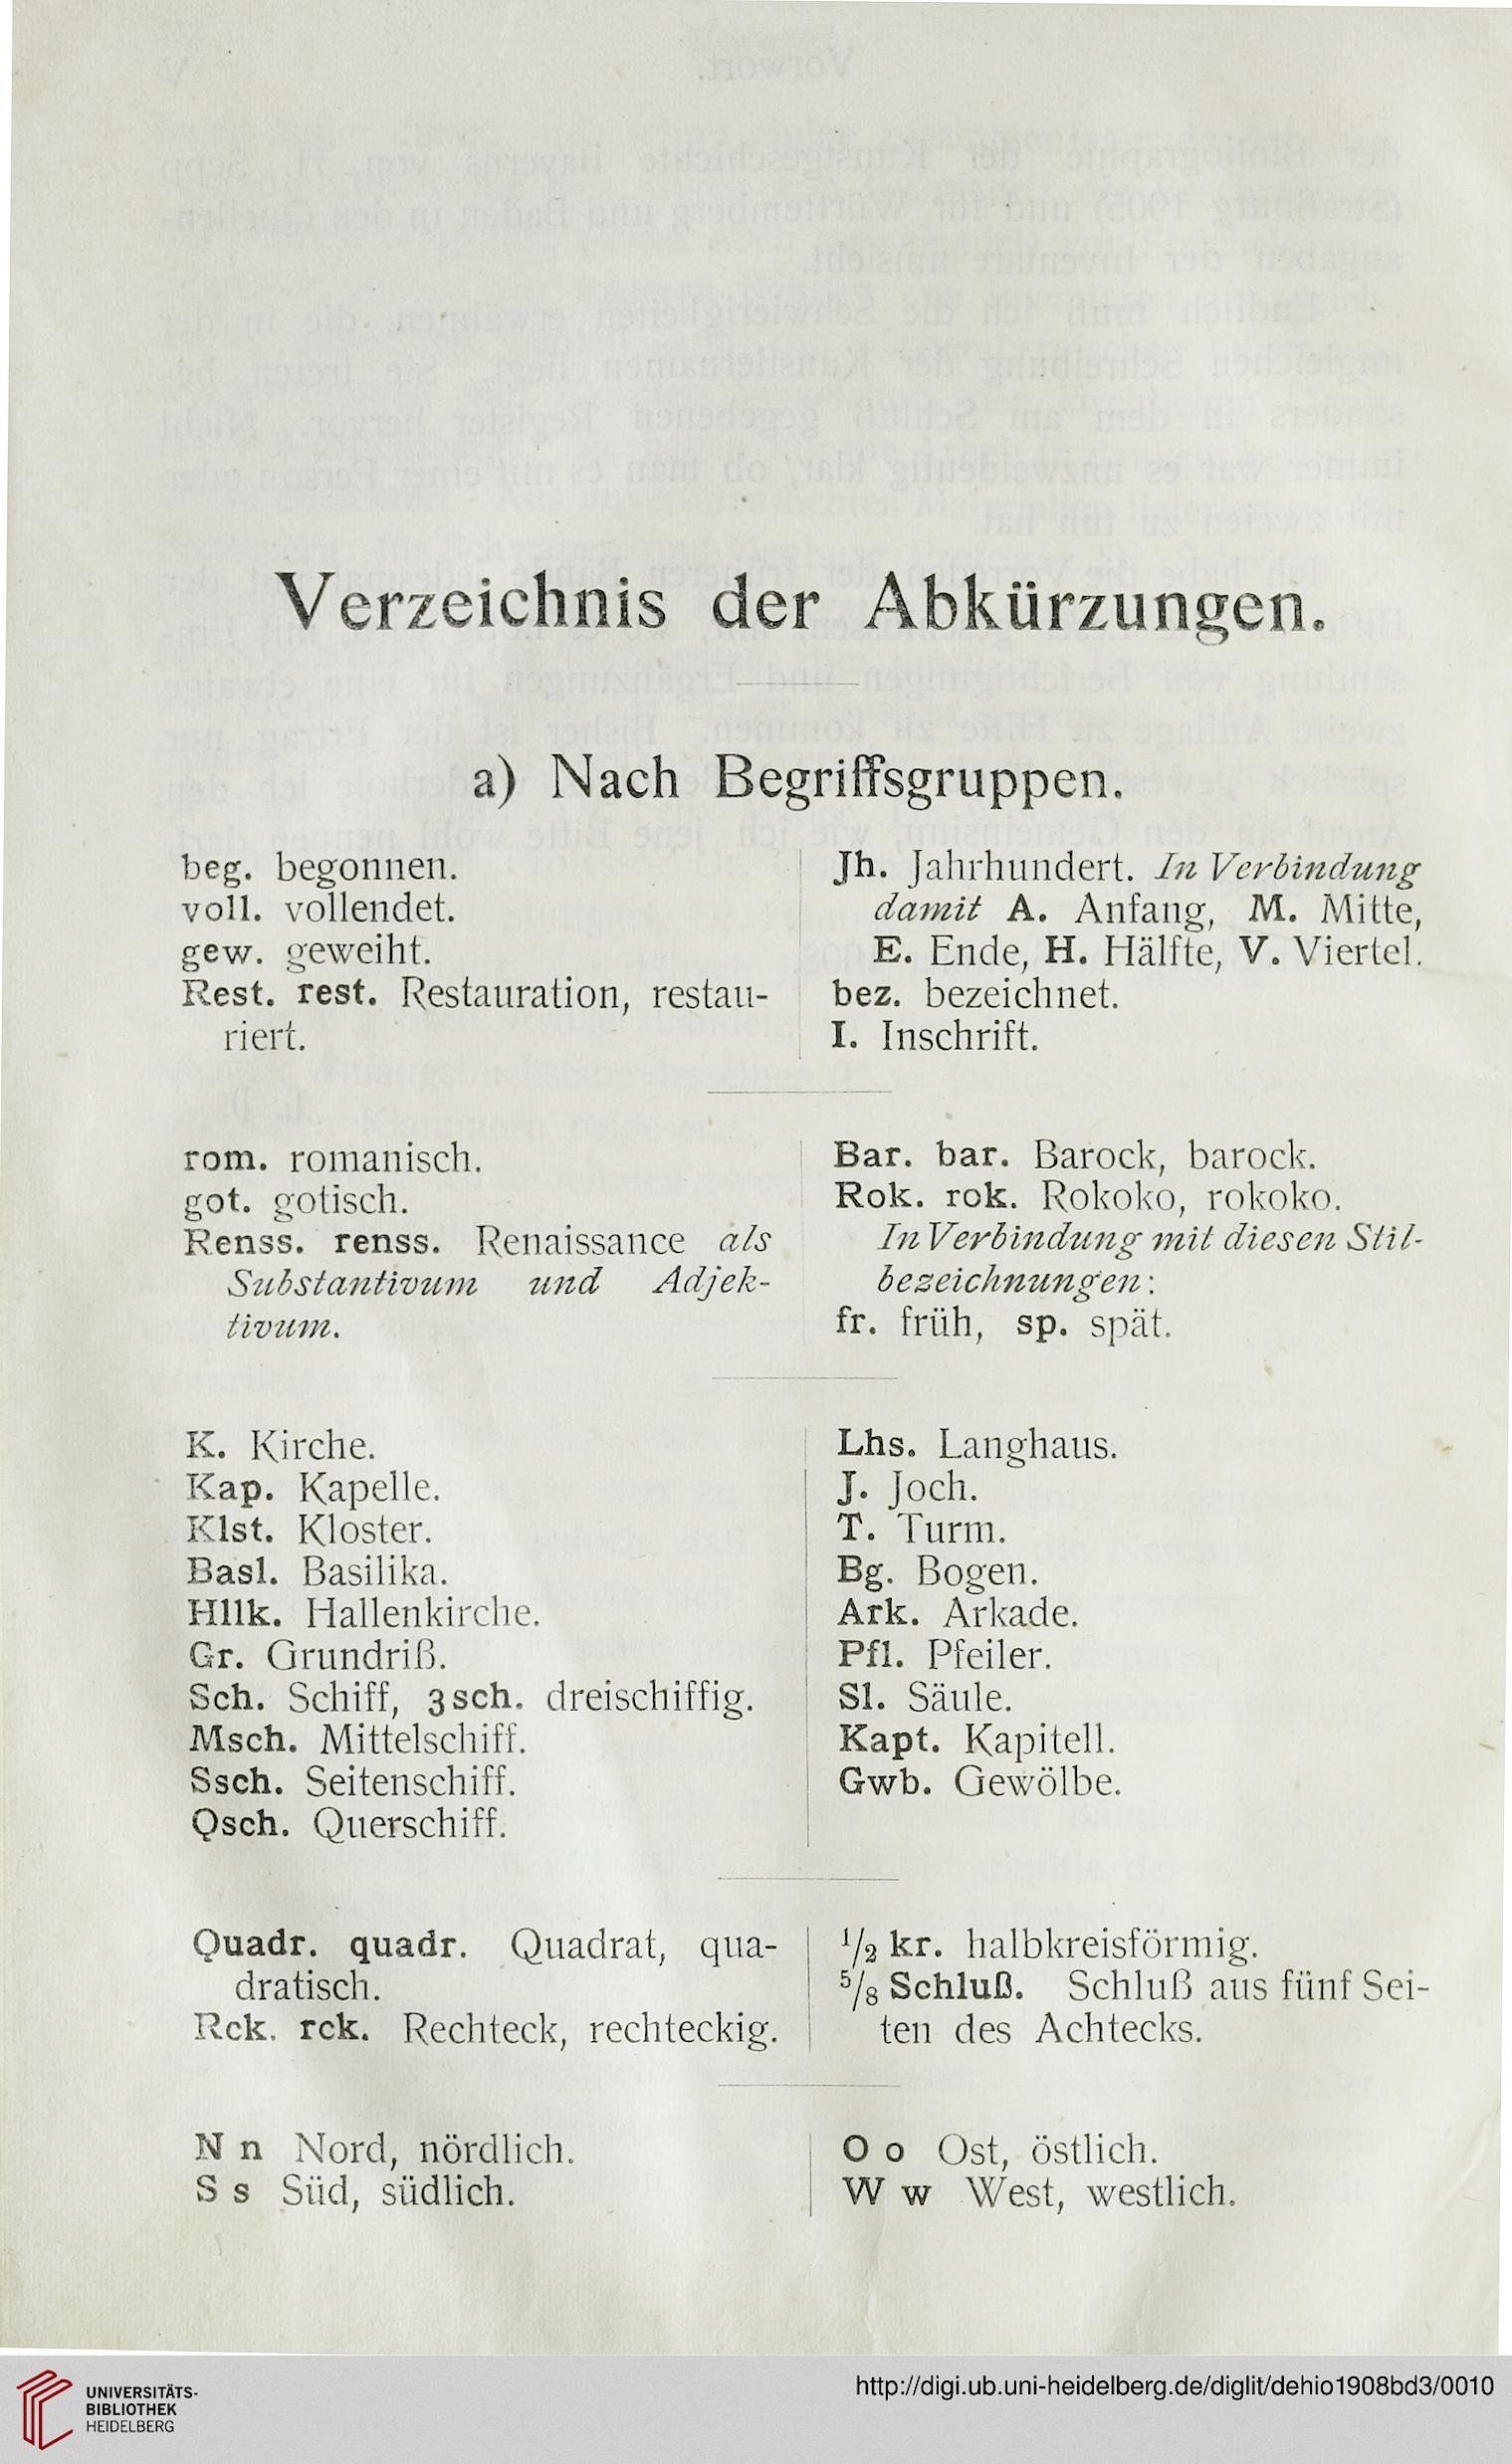 Verzeichnis der Abkürzungen.
a) Nach Begriffsgruppen.
beg. begonnen.
voll. vollendet.
gew. geweiht.
Rest. rest. Restauration, restau-
riert.
Jh. Jahrhundert. In Verbindung
damit A. Anfang, M. Mitte,
E. Ende, H. Hälfte, V. Viertel.
bez. bezeichnet.
I. Inschrift.
rom. romanisch.
got. gotisch.
Renss. renss. Renaissance als
Substantivum und Adjek-
tivum.
Bar. bar. Barock, barock.
Rok. rok. Rokoko, rokoko.
In Verbindung mit diesen Stil-
bezeichnungen:
fr. früh, sp. spät.
K. Kirche.
Kap. Kapelle.
Klst. Kloster.
Basl. Basilika.
Hllk. Hallenkirche.
Gr. Grundriß.
Sch. Schiff, 3sch. dreischiffig.
Msch. Mittelschiff.
Ssch. Seitenschiff.
Qsch. Querschiff.
Lhs. Langhaus.
J. Joch.
T. Turm.
Bg. Bogen.
Ark. Arkade.
Pfl. Pfeiler.
Sl. Säule.
Kapt. Kapitell.
Gwb. Gewölbe.
Quadr. quadr. Quadrat, qua-
dratisch.
Rck. rck. Rechteck, rechteckig.
1/2 kr. halbkreisförmig.
5/8 Schluß. Schluß aus fünf Sei-
ten des Achtecks.
N n Nord, nördlich.
S s Süd, südlich.
O o Ost, östlich.
W w West, westlich.
UNIVERSITÄTS-
BIBLIOTHEK
HEIDELBERG
http://digi.ub.uni-heidelberg.de/diglit/dehio1908bd3/0010